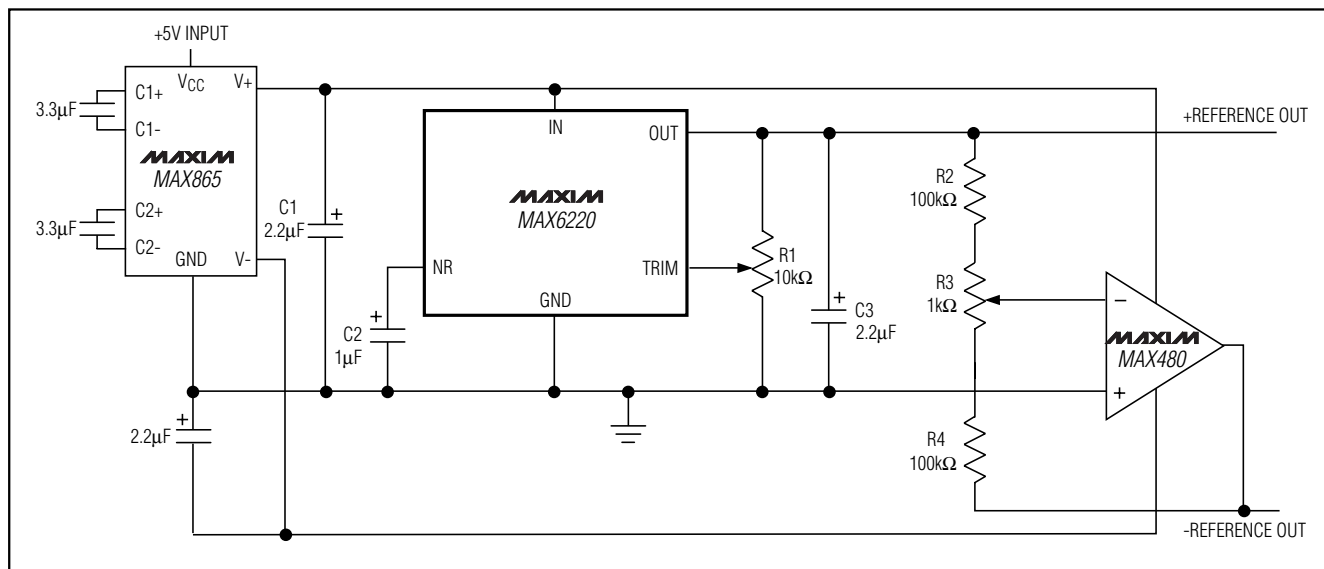 +5V INPUT
VCC
V+
C1+
C1-
3.3µF
MAXIM
MAX865
C2+
C2-
3.3µF
GND
V-
C1
2.2µF
+
IN
OUT
MAXIM
MAX6220
NR
TRIM
GND
C2
1µF
+
R1
10kΩ
+
C3
2.2µF
+REFERENCE OUT
R2
100kΩ
R3
1kΩ
−
MAXIM
MAX480
+
R4
100kΩ
+
2.2µF
-REFERENCE OUT